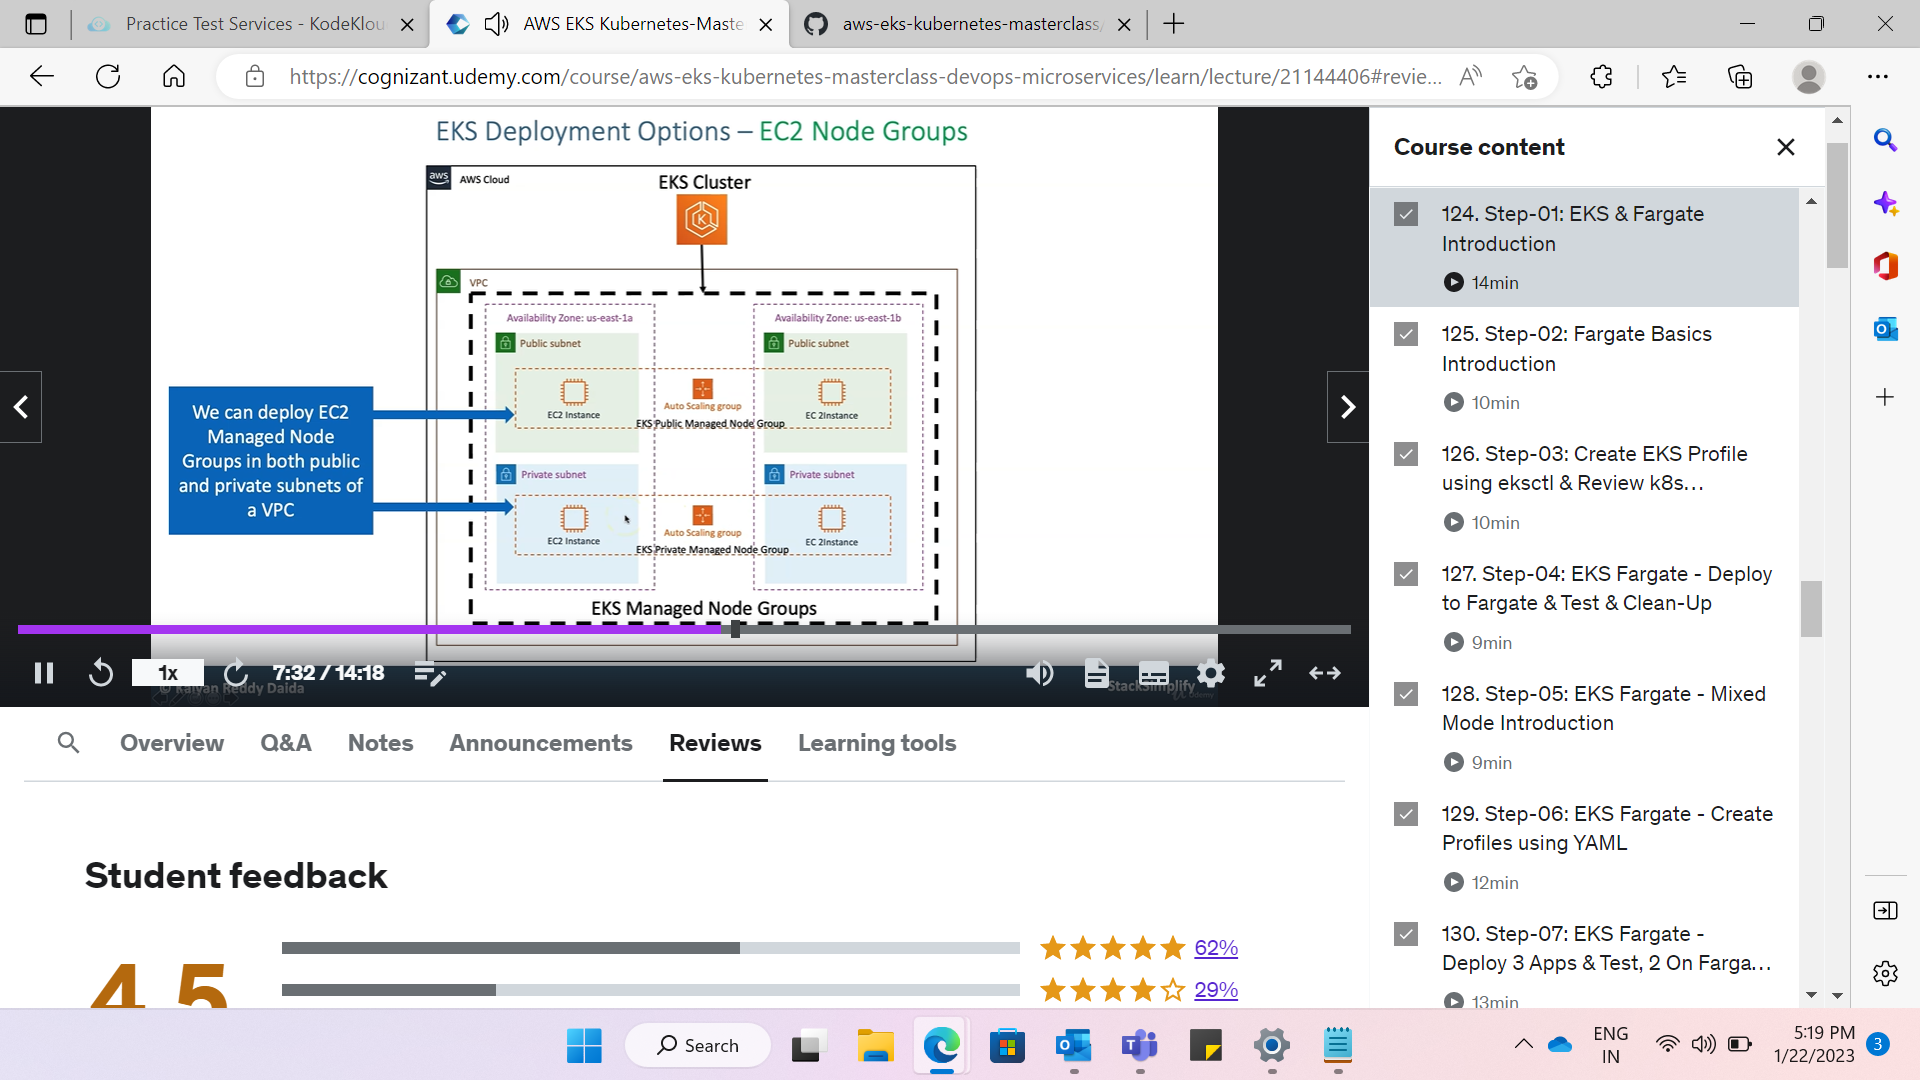 Practice Test Services - KodeKlou
AWS EKS Kubernetes-Maste
aws-eks-kubernetes-masterclass/
https://cognizant.udemy.com/course/aws-eks-kubernetes-masterclass-devops-microservices/learn/lecture/21144406#revie...
EKS Deployment Options – EC2 Node Groups
aws
AWS Cloud
EKS Cluster
VPC
Availability Zone: us-east-1a
Availability Zone: us-east-1b
Public subnet
Public subnet
EC2 Instance
Auto Scaling group
EC 2Instance
EKS Public Managed Node Group
Private subnet
Private subnet
EC2 Instance
Auto Scaling group
EC 2Instance
EKS Private Managed Node Group
EKS Managed Node Groups
We can deploy EC2
Managed Node
Groups in both public
and private subnets of
a VPC
1x
7:32 / 14:18
© Kalyan Reddy Daida
StackSimplify
Overview
Q&A
Notes
Announcements
Reviews
Learning tools
Student feedback
4.5
62%
29%
Course content
124. Step-01: EKS & Fargate
Introduction
14min
125. Step-02: Fargate Basics
Introduction
10min
126. Step-03: Create EKS Profile
using eksctl & Review k8s...
10min
127. Step-04: EKS Fargate - Deploy
to Fargate & Test & Clean-Up
9min
128. Step-05: EKS Fargate - Mixed
Mode Introduction
9min
129. Step-06: EKS Fargate - Create
Profiles using YAML
12min
130. Step-07: EKS Fargate -
Deploy 3 Apps & Test, 2 On Farga...
13min
Search
ENG
IN
5:19 PM
1/22/2023
3